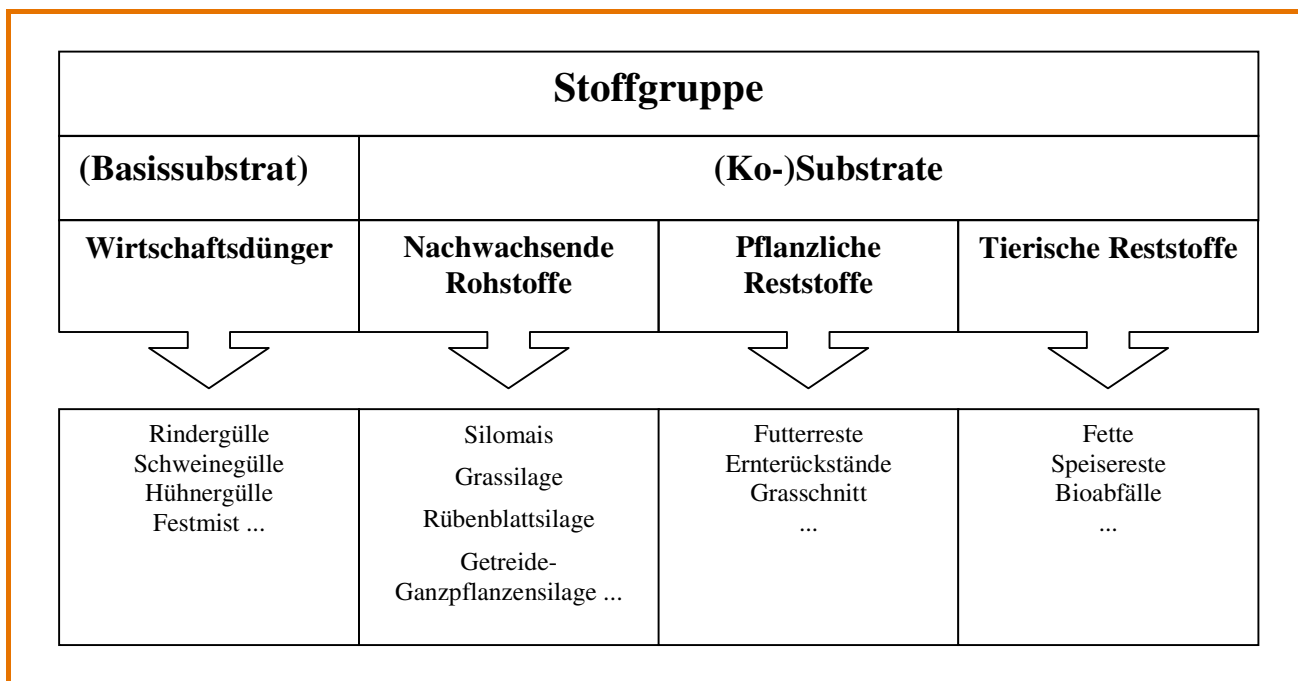 Stoffgruppe
(Basissubstrat)
(Ko-)Substrate
Wirtschaftsdünger
Nachwachsende
Rohstoffe
Pflanzliche
Reststoffe
Tierische Reststoffe
Rindergülle
Schweinegülle
Hühnergülle
Festmist ...
Silomais
Grassilage
Rübenblattsilage
Getreide-
Ganzpflanzensilage ...
Futterreste
Ernterückstände
Grasschnitt
...
Fette
Speisereste
Bioabfälle
...